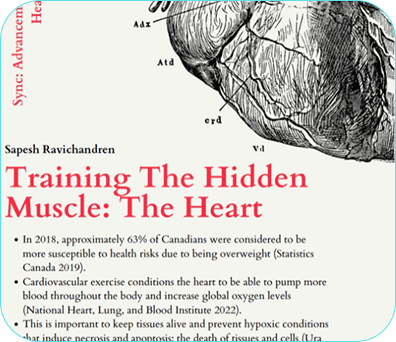 Sync: Advancem
Hea
Adx
Atd
crd
Vd
Sapesh Ravichandren
Training The Hidden
Muscle: The Heart
• In 2018, approximately 63% of Canadians were considered to be
more susceptible to health risks due to being overweight (Statistics
Canada 2019).
• Cardiovascular exercise conditions the heart to be able to pump more
blood throughout the body and increase global oxygen levels
(National Heart, Lung, and Blood Institute 2022).
• This is important to keep tissues alive and prevent hypoxic conditions
that induce necrosis and apoptosis: the death of tissues and cells (Ura